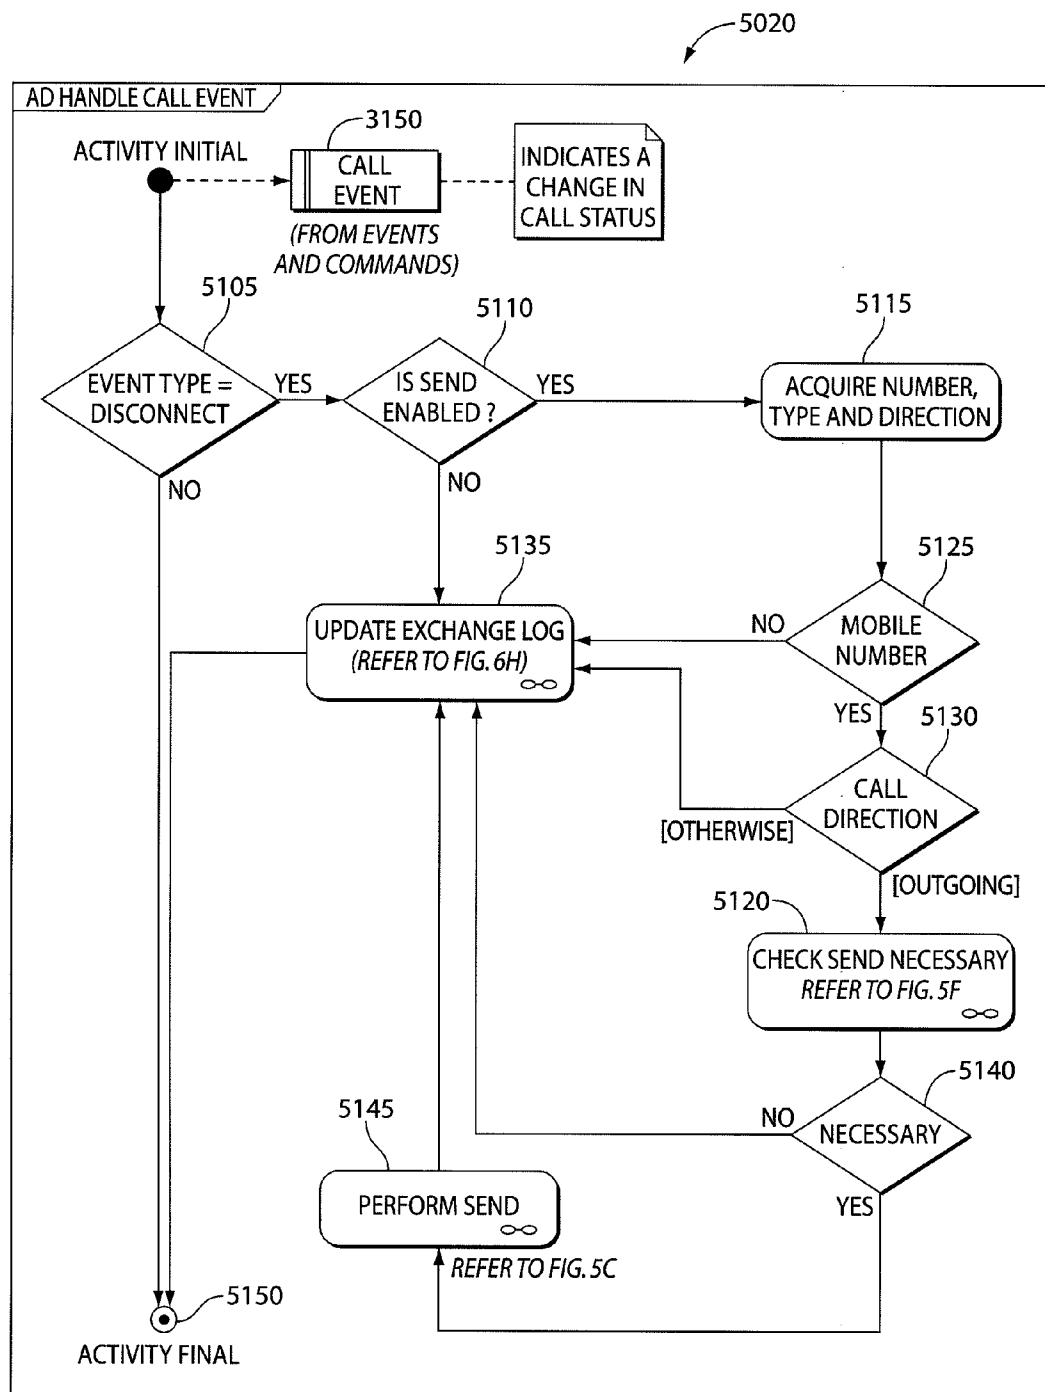 5020
AD HANDLE CALL EVENT
3150
ACTIVITY INITIAL
CALL
EVENT
INDICATES A
CHANGE IN
CALL STATUS
(FROM EVENTS
AND COMMANDS)
5105
5110
5115
EVENT TYPE =
DISCONNECT
YES
IS SEND
ENABLED ?
YES
ACQUIRE NUMBER,
TYPE AND DIRECTION
NO
NO
5135
5125
UPDATE EXCHANGE LOG
(REFER TO FIG. 6H)
NO
MOBILE
NUMBER
YES
5130
CALL
DIRECTION
[OTHERWISE]
[OUTGOING]
5120
CHECK SEND NECESSARY
REFER TO FIG. 5F
5140
5145
NO
NECESSARY
YES
PERFORM SEND
REFER TO FIG. 5C
5150
ACTIVITY FINAL